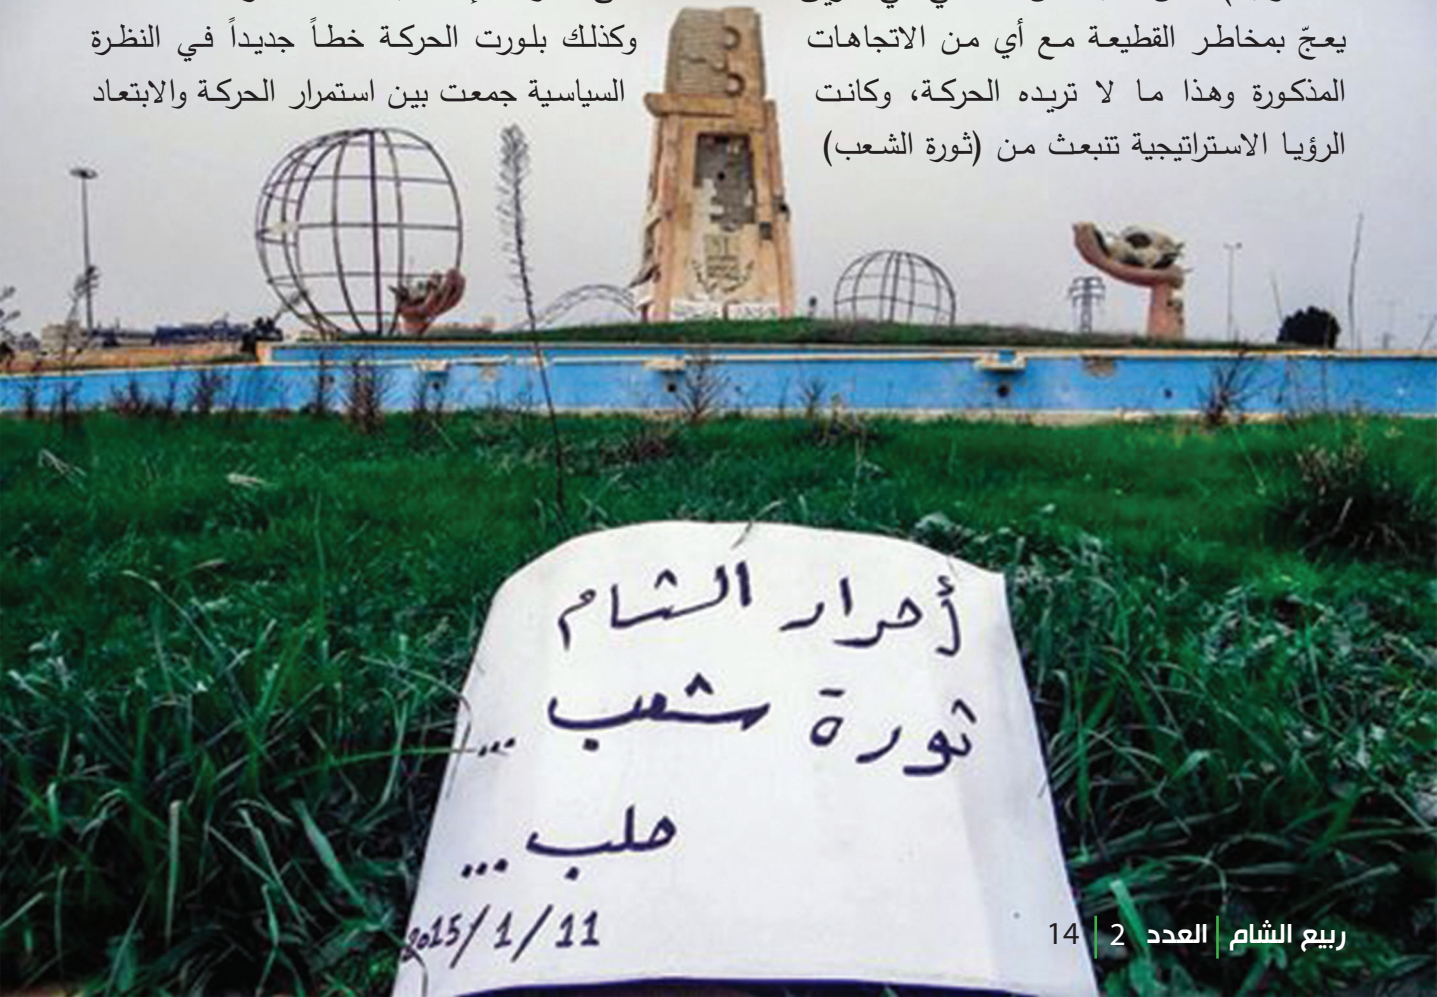 يعجّ بمخاطر القطيعة مع أي من الاتجاهات
المذكورة وهذا ما لا تريده الحركة، وكانت
الرؤيا الاستراتيجية تنبعث من (ثورة الشعب)
وكذلك بلورت الحركة خطاً جديداً في النظرة
السياسية جمعت بين استمرار الحركة والابتعاد
أحرار الشام
ثورة شعب ...
حلب ...
2015/1/11
ربيع الشام | العدد 2 | 14